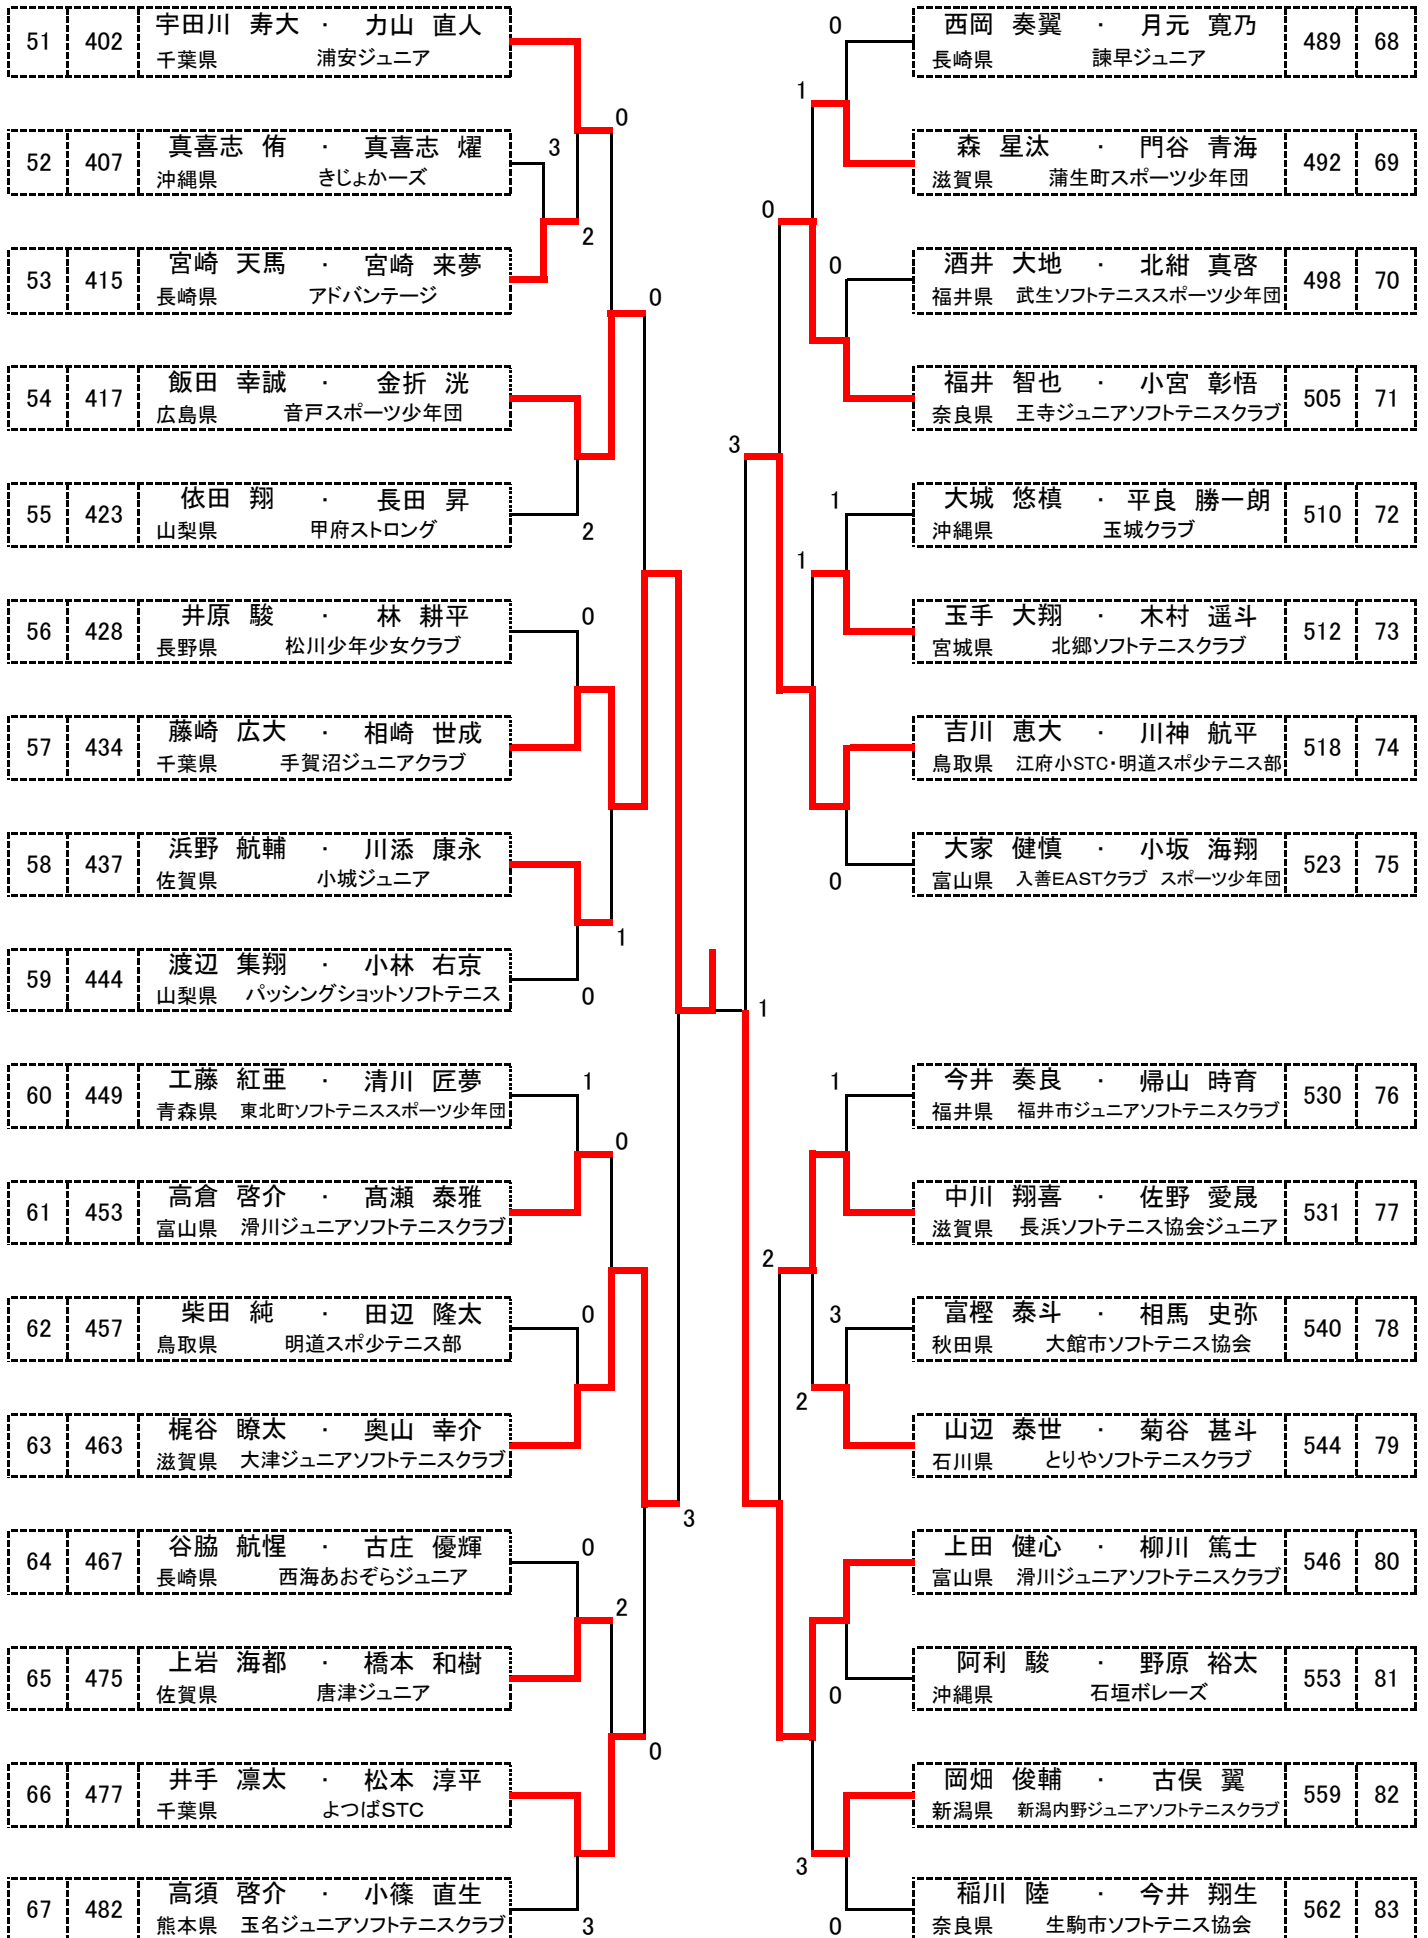 51 402 宇田川 寿大 · 力山 直人
千葉県 浦安ジュニア
0
52 407 真喜志 侑 · 真喜志 燿
沖縄県 きじょかーズ
3
2
53 415 宮崎 天馬 · 宮崎 来夢
長崎県 アドバンテージ
0
54 417 飯田 幸誠 · 金折 洸
広島県 音戸スポーツ少年団
55 423 依田 翔 · 長田 昇
山梨県 甲府ストロング
2
56 428 井原 駿 · 林 耕平
長野県 松川少年少女クラブ
0
57 434 藤崎 広大 · 相崎 世成
千葉県 手賀沼ジュニアクラブ
58 437 浜野 航輔 · 川添 康永
佐賀県 小城ジュニア
1
59 444 渡辺 集翔 · 小林 右京
山梨県 パッシングショットソフトテニス
0
60 449 工藤 紅亜 · 清川 匠夢
青森県 東北町ソフトテニススポーツ少年団
1
0
61 453 高倉 啓介 · 髙瀬 泰雅
富山県 滑川ジュニアソフトテニスクラブ
62 457 柴田 純 · 田辺 隆太
鳥取県 明道スポ少テニス部
0
63 463 梶谷 瞭太 · 奥山 幸介
滋賀県 大津ジュニアソフトテニスクラブ
3
64 467 谷脇 航惺 · 古庄 優輝
長崎県 西海あおぞらジュニア
0
2
65 475 上岩 海都 · 橋本 和樹
佐賀県 唐津ジュニア
0
66 477 井手 凛太 · 松本 淳平
千葉県 よつばSTC
67 482 高須 啓介 · 小篠 直生
熊本県 玉名ジュニアソフトテニスクラブ
3
0
西岡 奏翼 · 月元 寛乃 489 68
長崎県 諫早ジュニア
1
森 星汰 · 門谷 青海 492 69
滋賀県 蒲生町スポーツ少年団
0
0
酒井 大地 · 北紺 真啓 498 70
福井県 武生ソフトテニススポーツ少年団
福井 智也 · 小宮 彰悟 505 71
奈良県 王寺ジュニアソフトテニスクラブ
3
1
大城 悠槙 · 平良 勝一朗 510 72
沖縄県 玉城クラブ
1
玉手 大翔 · 木村 遥斗 512 73
宮城県 北郷ソフトテニスクラブ
吉川 恵大 · 川神 航平 518 74
鳥取県 江府小STC・明道スポ少テニス部
大家 健慎 · 小坂 海翔 523 75
富山県 入善EASTクラブ スポーツ少年団
0
1
1
今井 奏良 · 帰山 時育 530 76
福井県 福井市ジュニアソフトテニスクラブ
中川 翔喜 · 佐野 愛晟 531 77
滋賀県 長浜ソフトテニス協会ジュニア
2
3
富樫 泰斗 · 相馬 史弥 540 78
秋田県 大館市ソフトテニス協会
2
山辺 泰世 · 菊谷 甚斗 544 79
石川県 とりやソフトテニスクラブ
上田 健心 · 柳川 篤士 546 80
富山県 滑川ジュニアソフトテニスクラブ
阿利 駿 · 野原 裕太 553 81
沖縄県 石垣ボレーズ
0
岡畑 俊輔 · 古俣 翼 559 82
新潟県 新潟内野ジュニアソフトテニスクラブ
3
稲川 陸 · 今井 翔生 562 83
奈良県 生駒市ソフトテニス協会
0